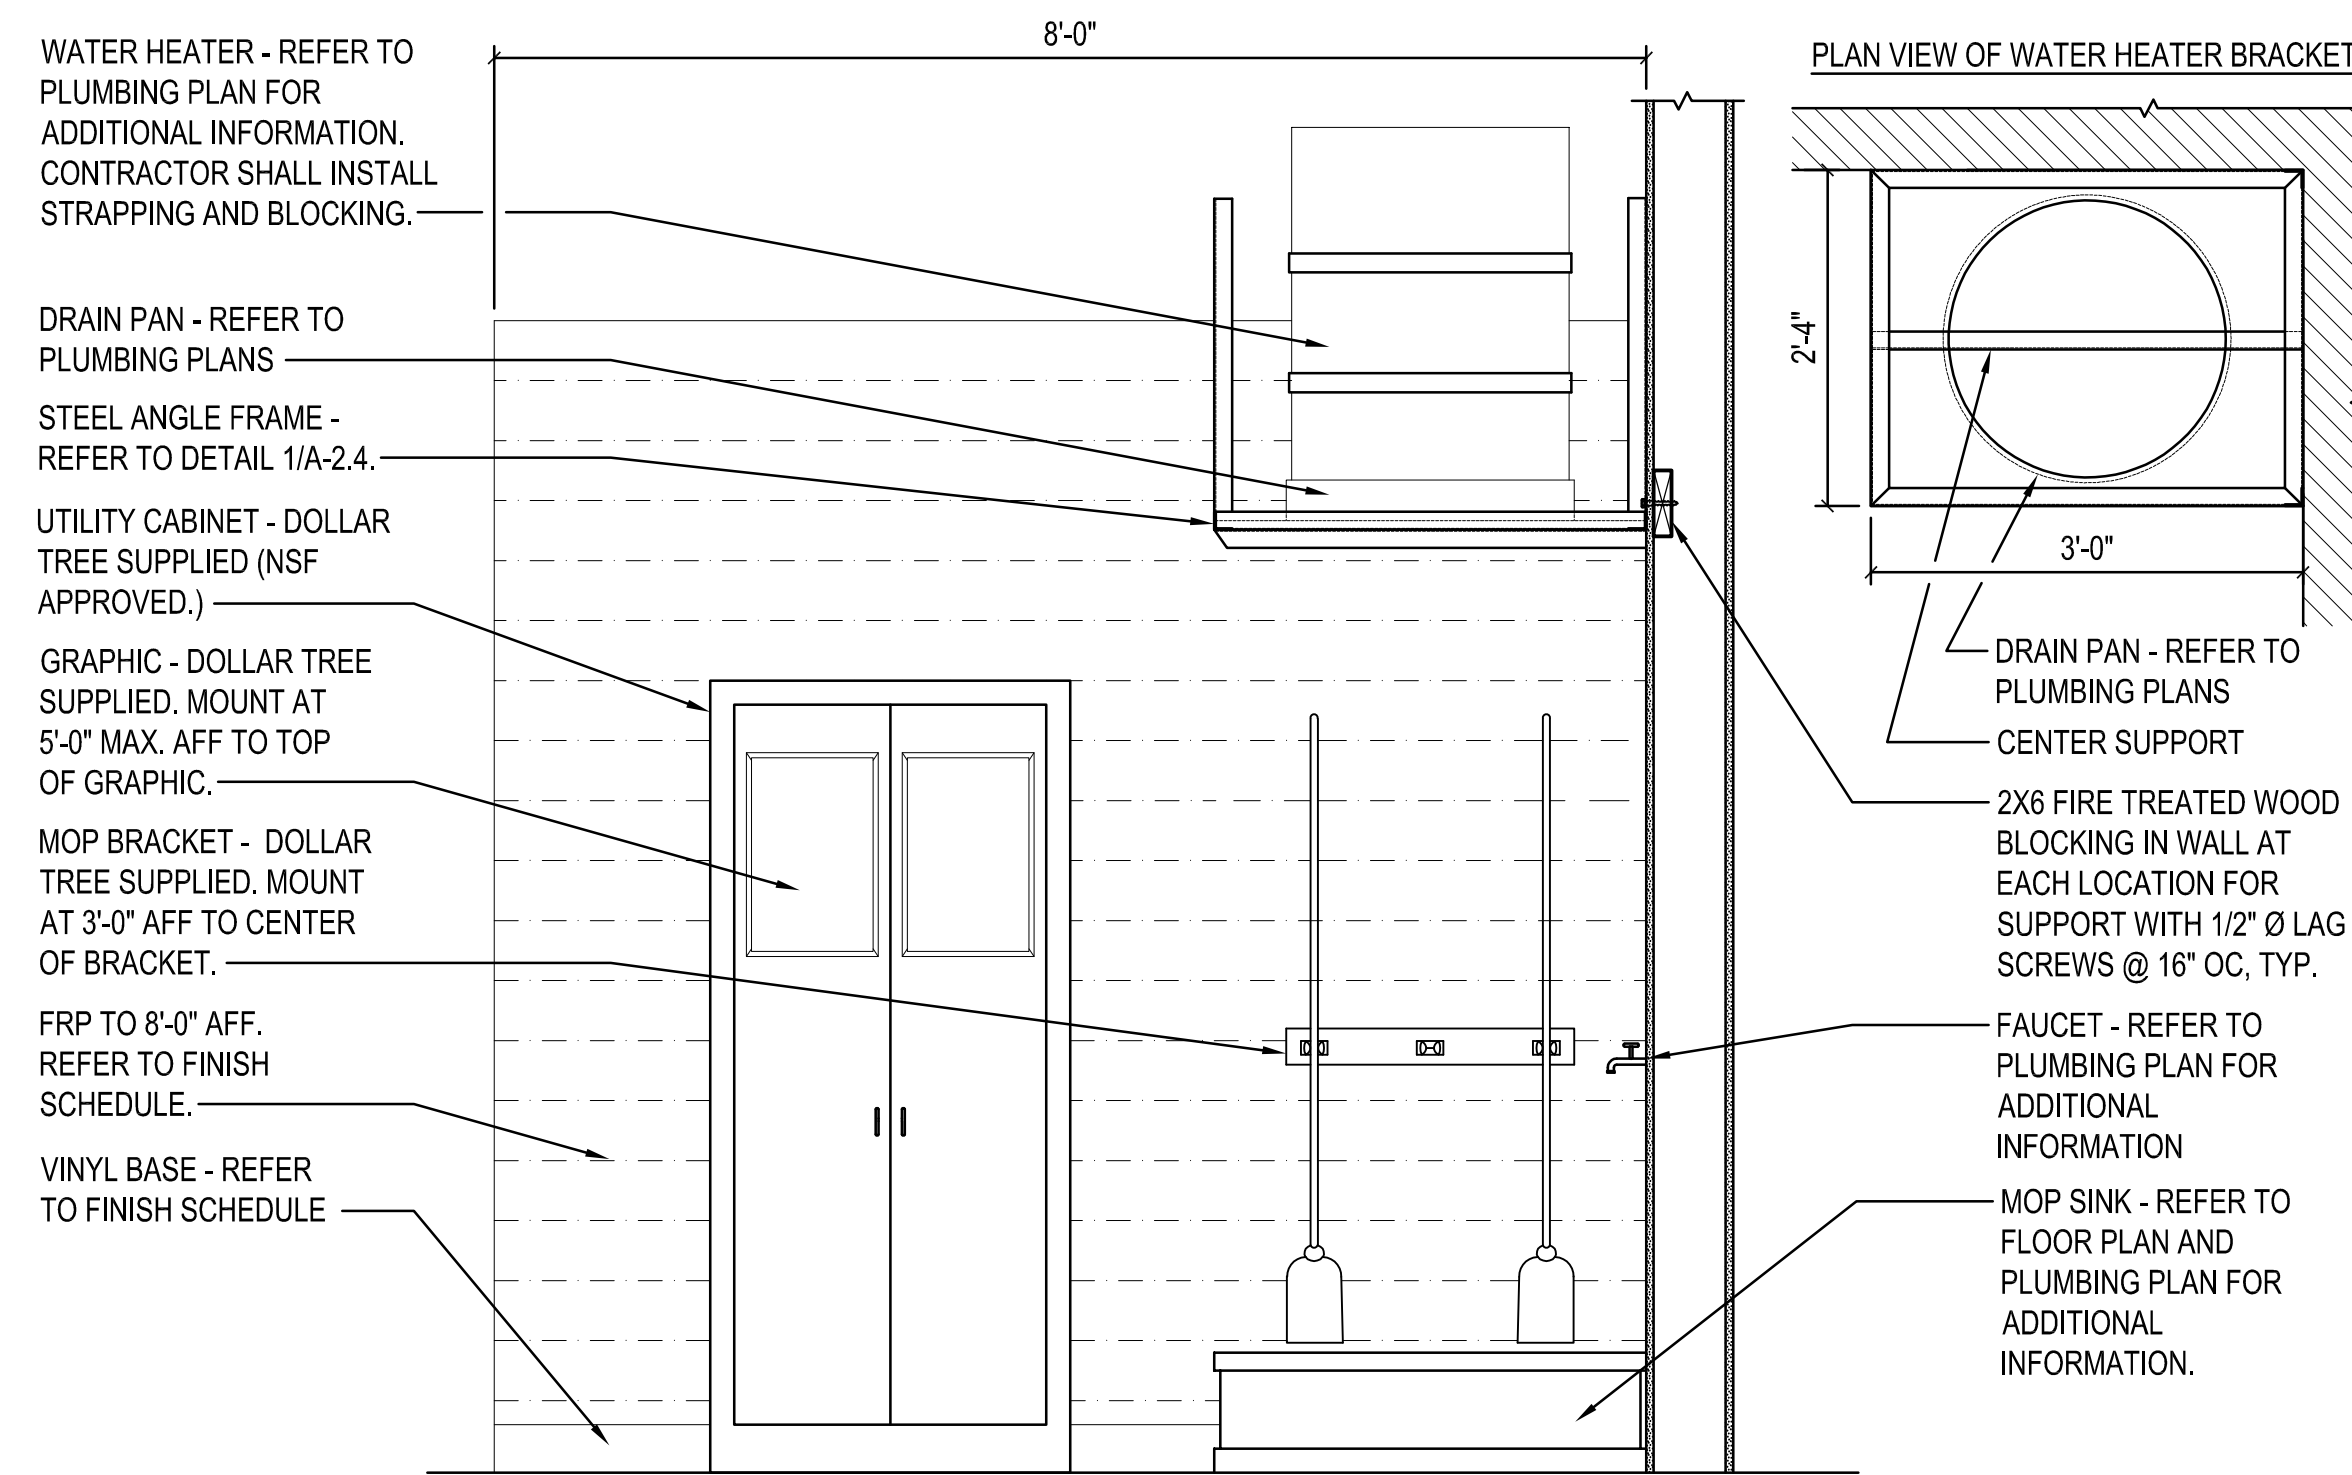 WATER HEATER - REFER TO
PLUMBING PLAN FOR
ADDITIONAL INFORMATION.
CONTRACTOR SHALL INSTALL
STRAPPING AND BLOCKING.
DRAIN PAN - REFER TO
PLUMBING PLANS
STEEL ANGLE FRAME -
REFER TO DETAIL 1/A-2.4.
UTILITY CABINET - DOLLAR
TREE SUPPLIED (NSF
APPROVED.)
GRAPHIC - DOLLAR TREE
SUPPLIED. MOUNT AT
5'-0" MAX. AFF TO TOP
OF GRAPHIC.
MOP BRACKET - DOLLAR
TREE SUPPLIED. MOUNT
AT 3'-0" AFF TO CENTER
OF BRACKET.
FRP TO 8'-0" AFF.
REFER TO FINISH
SCHEDULE.
VINYL BASE - REFER
TO FINISH SCHEDULE
8'-0"
PLAN VIEW OF WATER HEATER BRACKET
2'-4"
3'-0"
DRAIN PAN - REFER TO
PLUMBING PLANS
CENTER SUPPORT
2X6 FIRE TREATED WOOD
BLOCKING IN WALL AT
EACH LOCATION FOR
SUPPORT WITH 1/2" Ø LAG
SCREWS @ 16" OC, TYP.
FAUCET - REFER TO
PLUMBING PLAN FOR
ADDITIONAL
INFORMATION
MOP SINK - REFER TO
FLOOR PLAN AND
PLUMBING PLAN FOR
ADDITIONAL
INFORMATION.